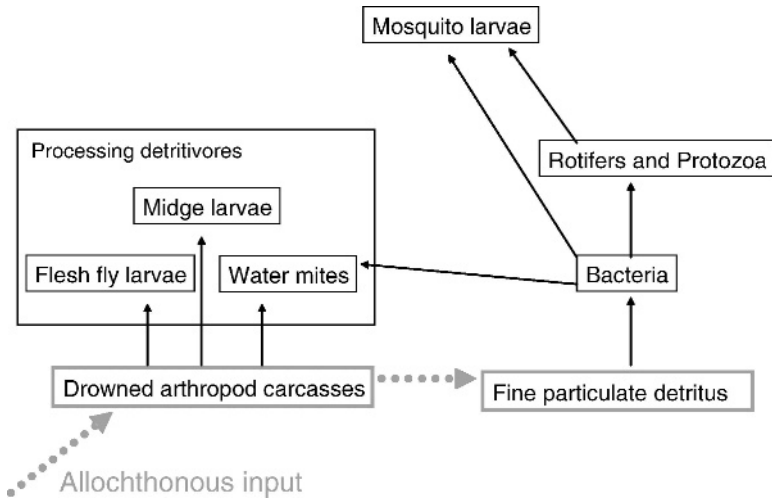 Mosquito larvae
Processing detritivores
Rotifers and Protozoa
Midge larvae
Flesh fly larvae
Water mites
Bacteria
Drowned arthropod carcasses
Fine particulate detritus
Allochthonous input